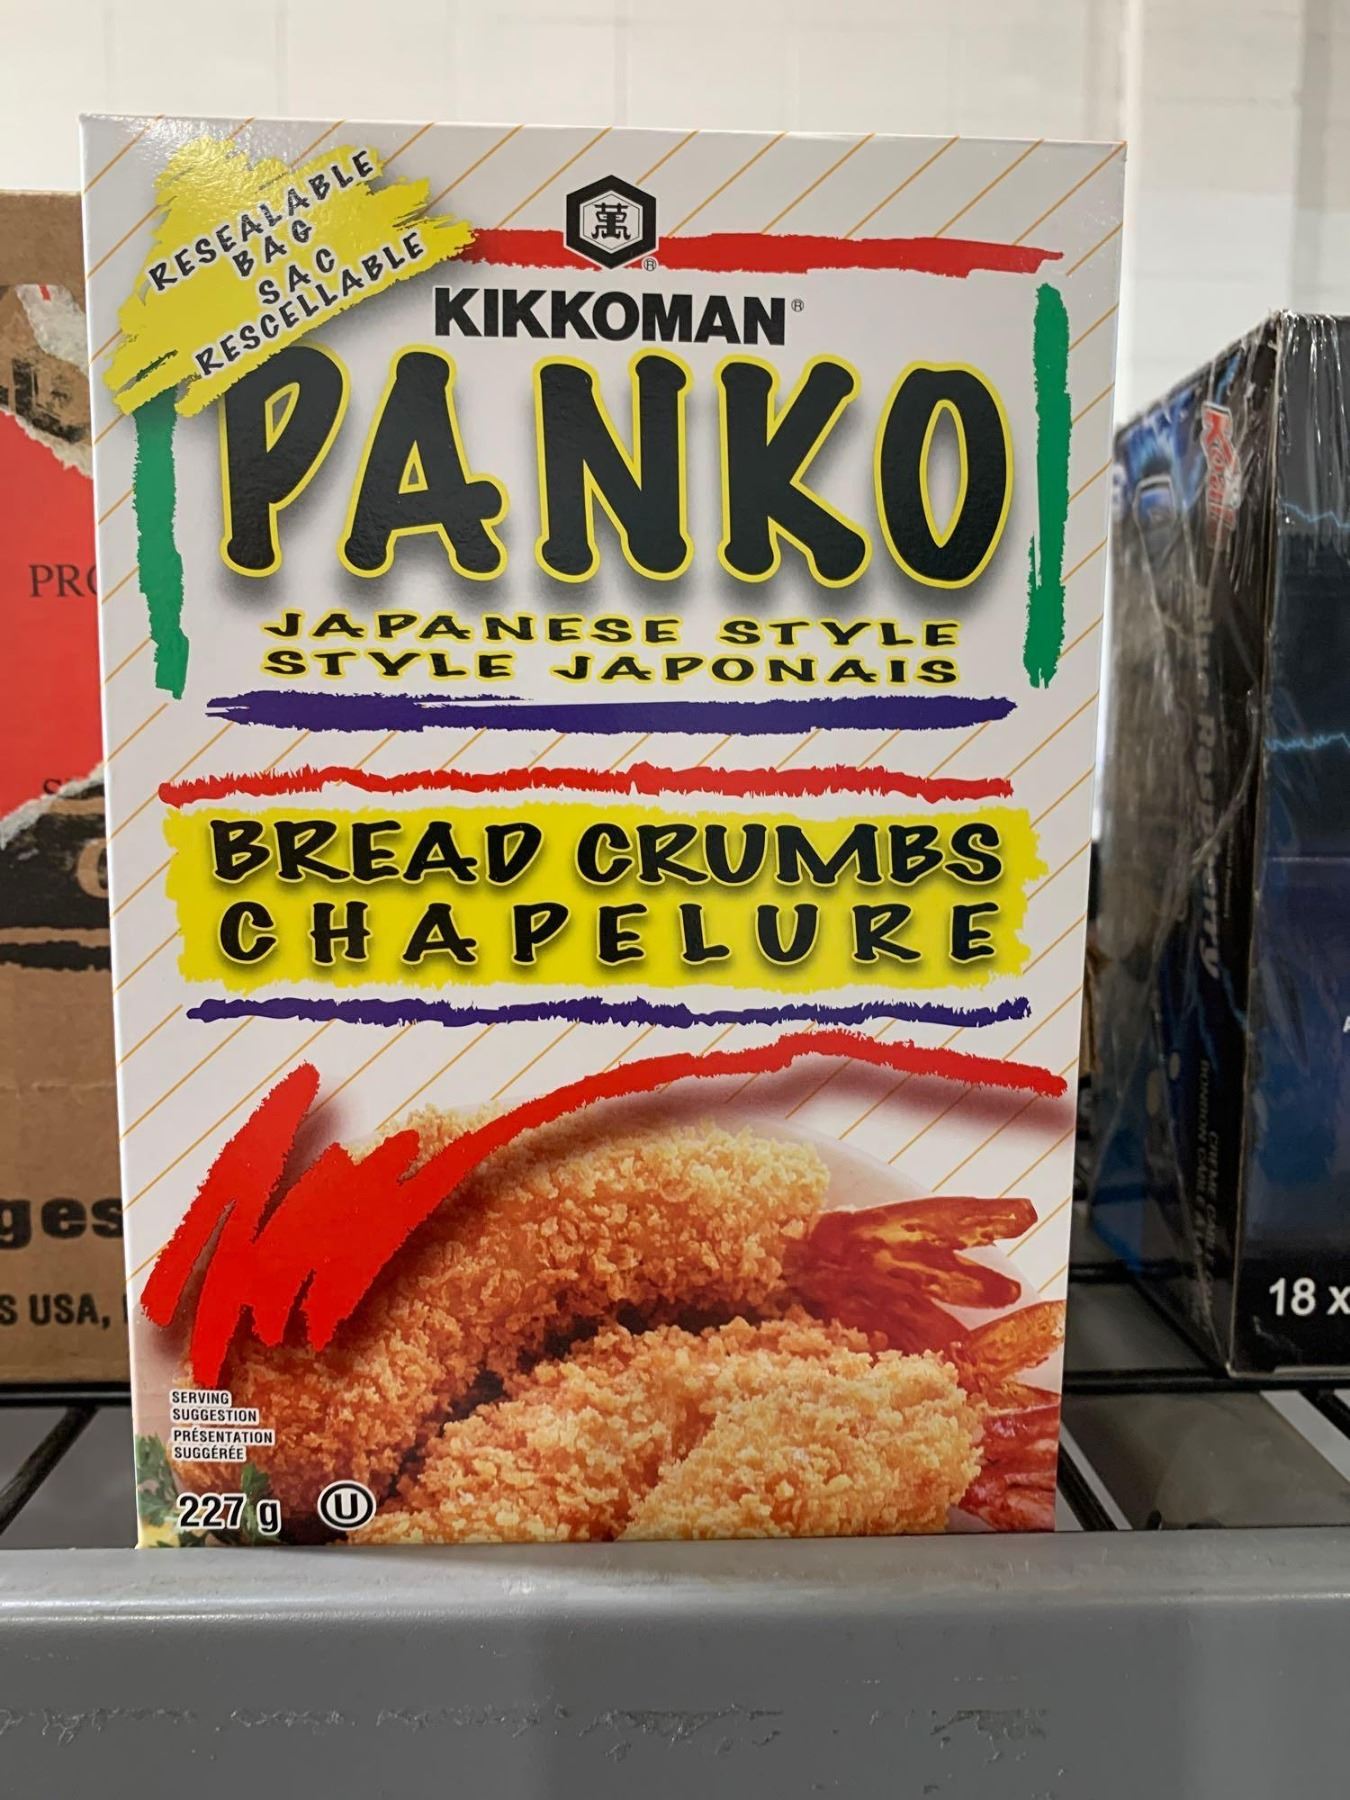 RESEALABLE
BAG
SAC
RESCELLABLE
萬
®
KIKKOMAN®
PANKO
JAPANESE STYLE
STYLE JAPONAIS
BREAD CRUMBS
CHAPELURE
SERVING
SUGGESTION
PRÉSENTATION
SUGGÉRÉE
227 g U
PRO
ges
S USA,
18 x